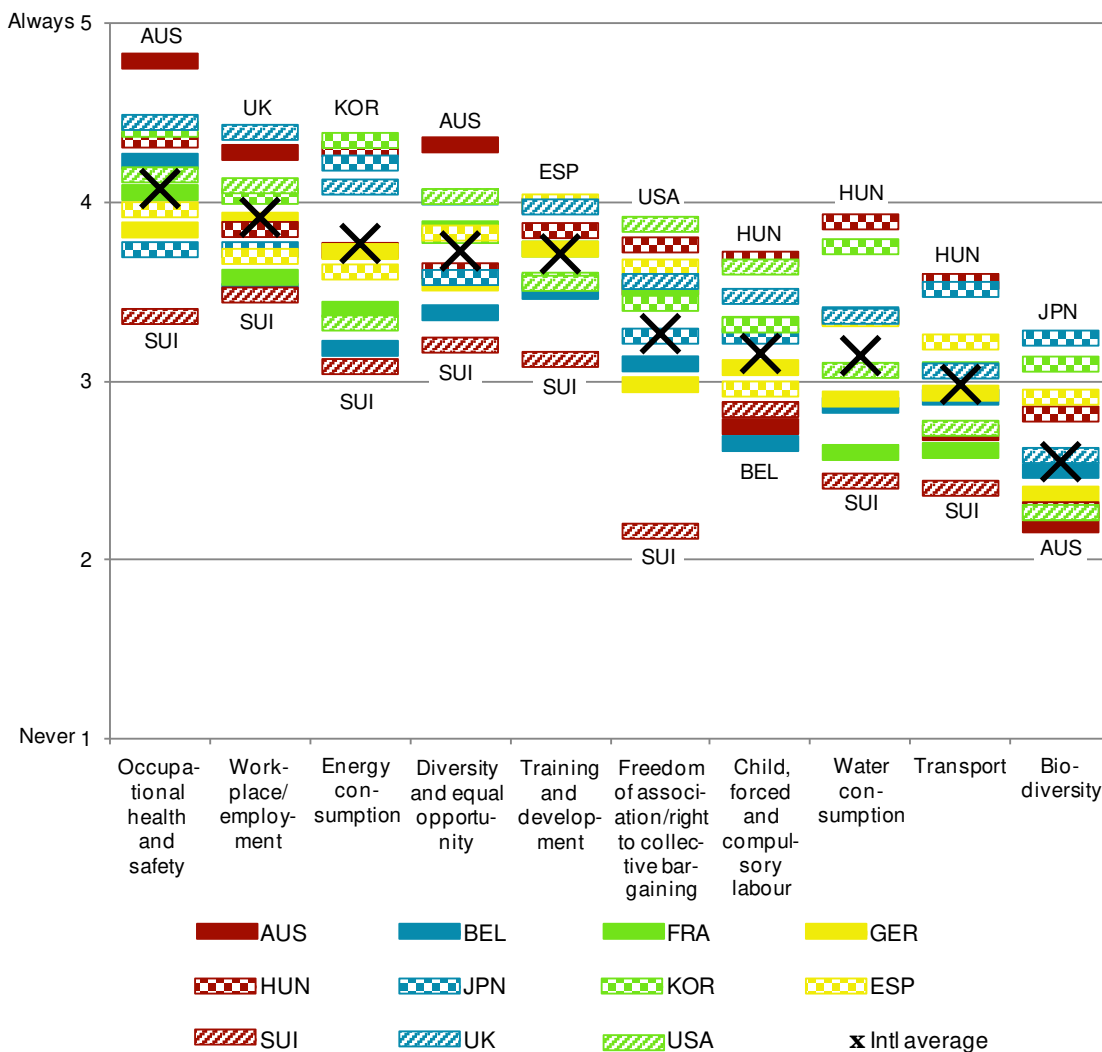 Always 5
AUS
UK
KOR
AUS
ESP
USA
HUN
HUN
HUN
JPN
4
SUI
SUI
SUI
SUI
SUI
SUI
BEL
SUI
SUI
AUS
3
2
Never 1
Occupa-
tional
health and
safety
Work-
place/
employ-
ment
Energy
con-
sumption
Diversity
and equal
opportu-
nity
Training
and
develop-
ment
Freedom
of associ-
ation/right
to collec-
tive bar-
gaining
Child,
forced
and
compul-
sory
labour
Water
con-
sumption
Transport
Bio-
diversity
AUS BEL FRA GER
HUN JPN KOR ESP
SUI UK USA x Intl average